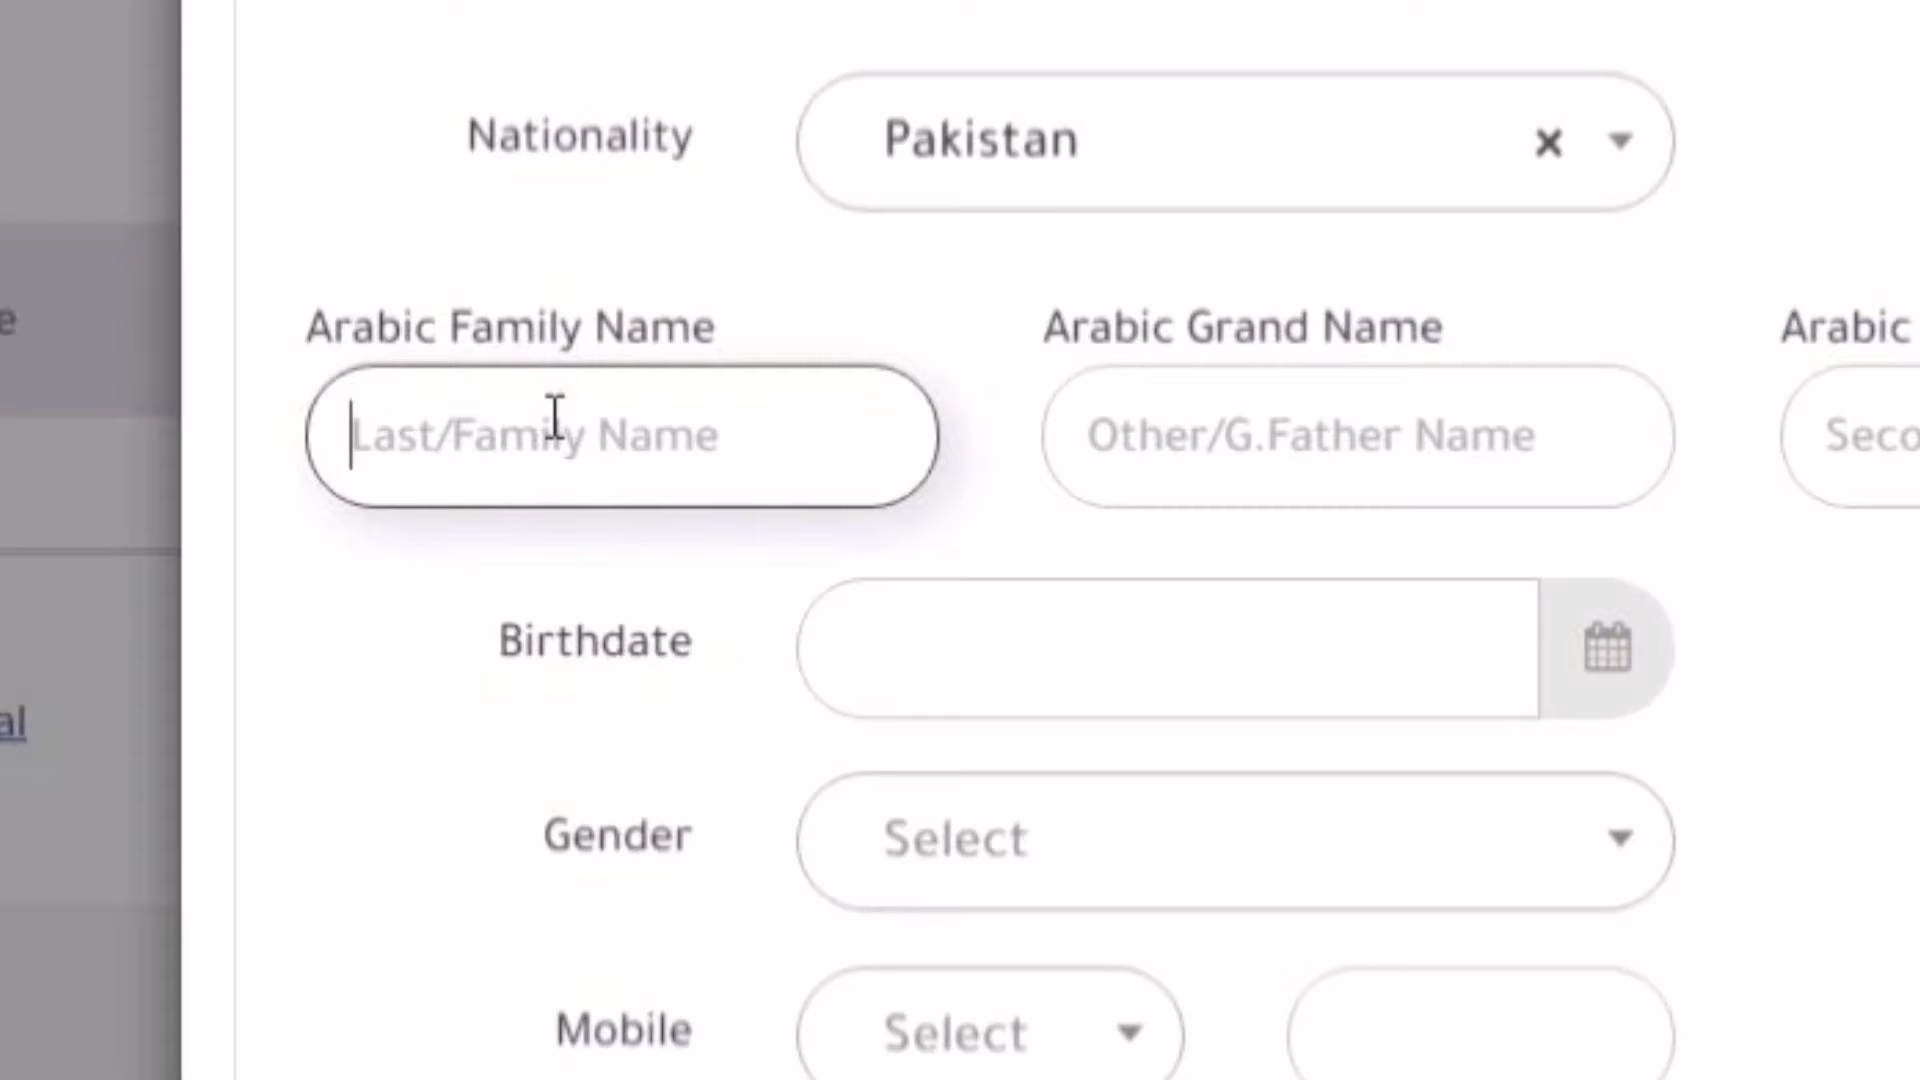 Nationality
Pakistan
Arabic Family Name
Arabic Grand Name
Arabic
Last/Family Name
Other/G.Father Name
Seco
Birthdate
Gender
Select
Mobile
Select
e
al